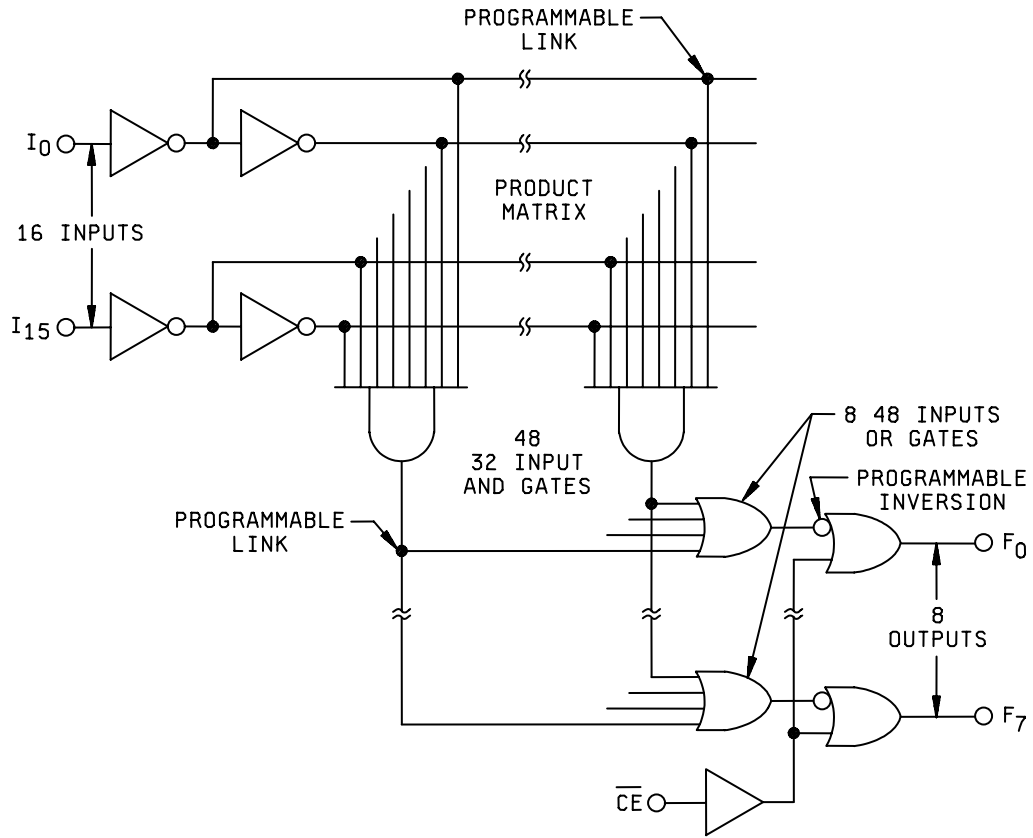 PROGRAMMABLE
LINK
I0
PRODUCT
MATRIX
16 INPUTS
I15
48
32 INPUT
AND GATES
8 48 INPUTS
OR GATES
PROGRAMMABLE
INVERSION
PROGRAMMABLE
LINK
F0
8
OUTPUTS
F7
C̅E̅